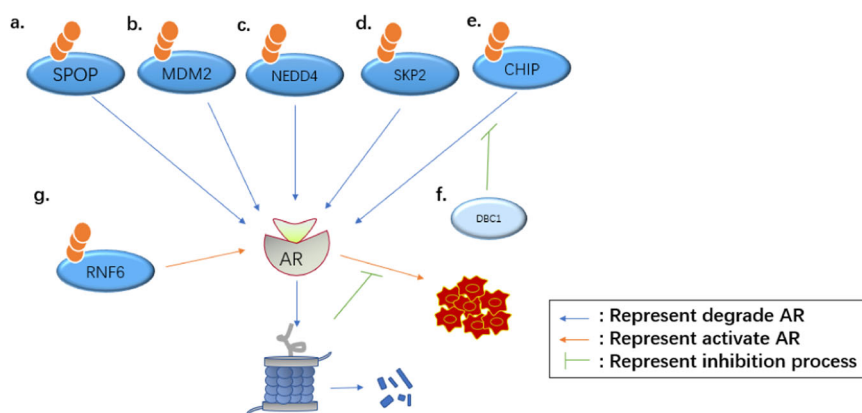 a.
b.
c.
d.
e.
SPOP
MDM2
NEDD4
SKP2
CHIP
f.
g.
DBC1
AR
RNF6
: Represent degrade AR
: Represent activate AR
: Represent inhibition process